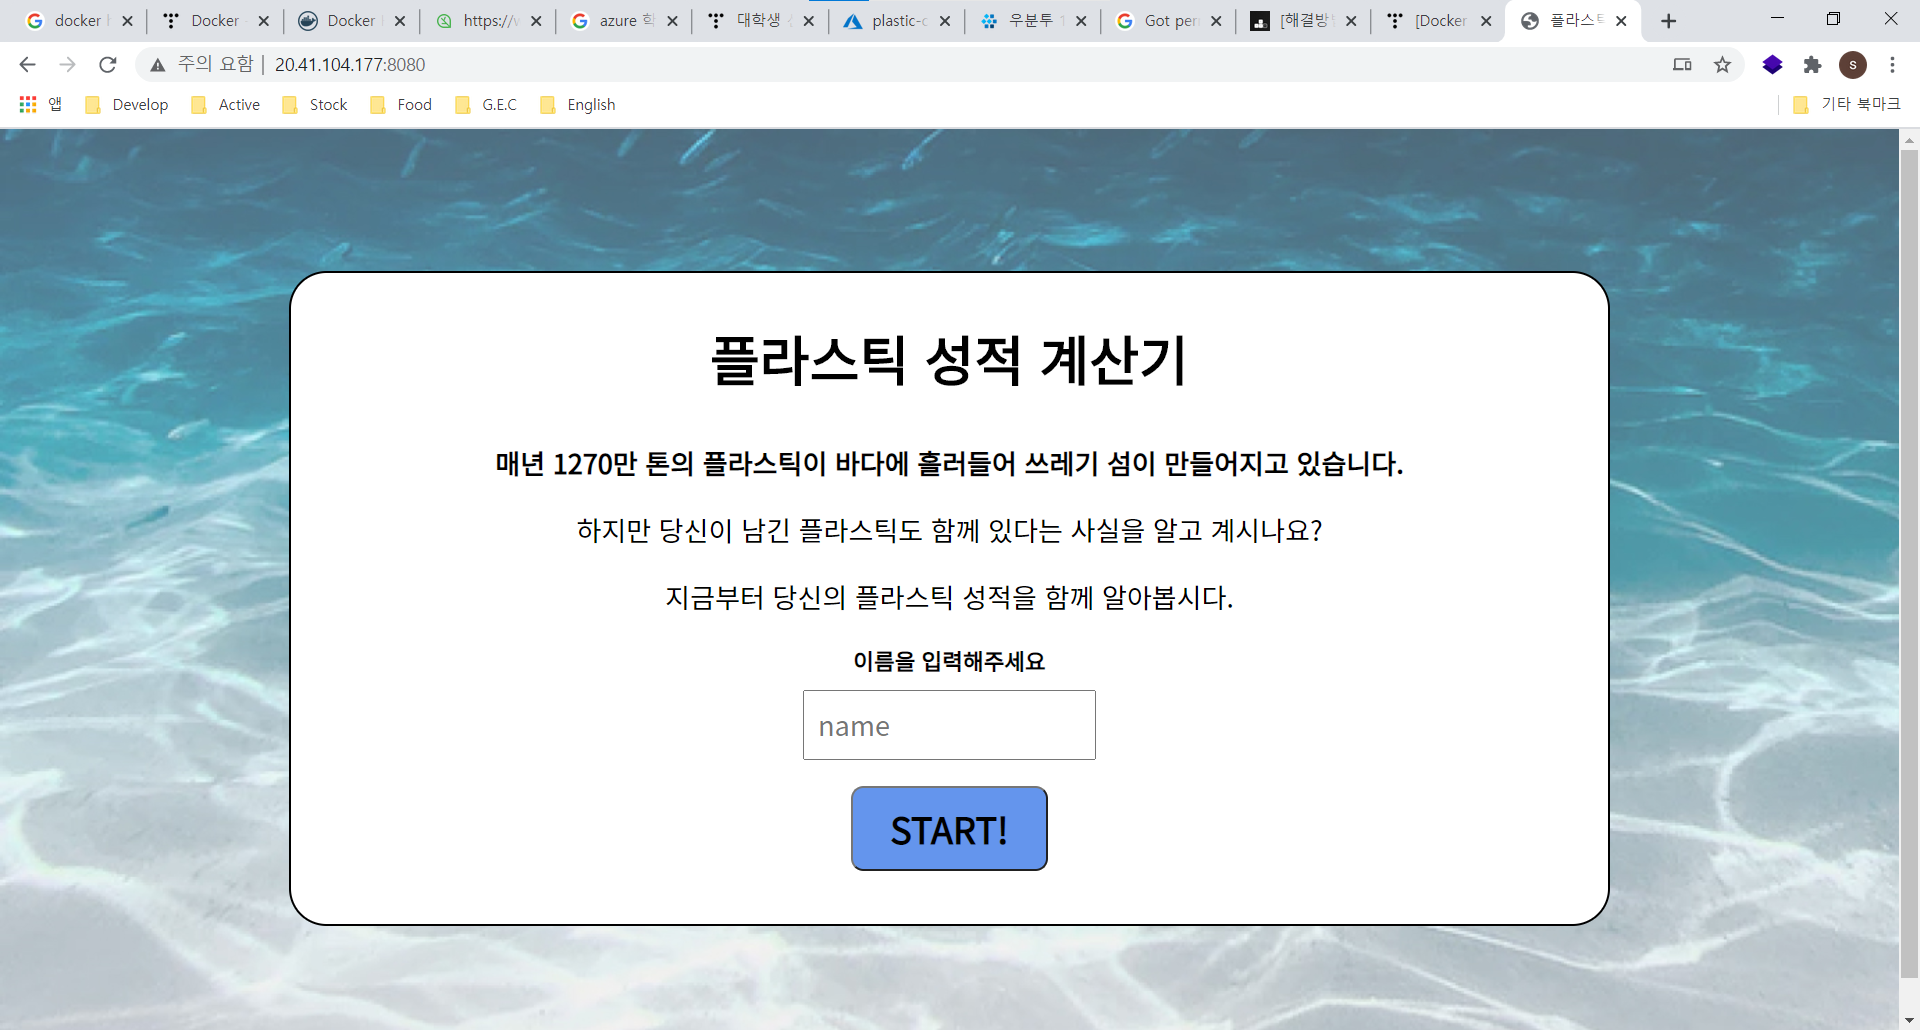 docker
Docker
Docker
https://w
azure 학
대학생
plastic-c
우분투
Got per
[해결방
[Docker
플라스틱
주의 요함 | 20.41.104.177:8080
s
앱 Develop Active Stock Food G.E.C English 기타 북마크
플라스틱 성적 계산기
매년 1270만 톤의 플라스틱이 바다에 흘러들어 쓰레기 섬이 만들어지고 있습니다.
하지만 당신이 남긴 플라스틱도 함께 있다는 사실을 알고 계시나요?
지금부터 당신의 플라스틱 성적을 함께 알아봅시다.
이름을 입력해주세요
name
START!